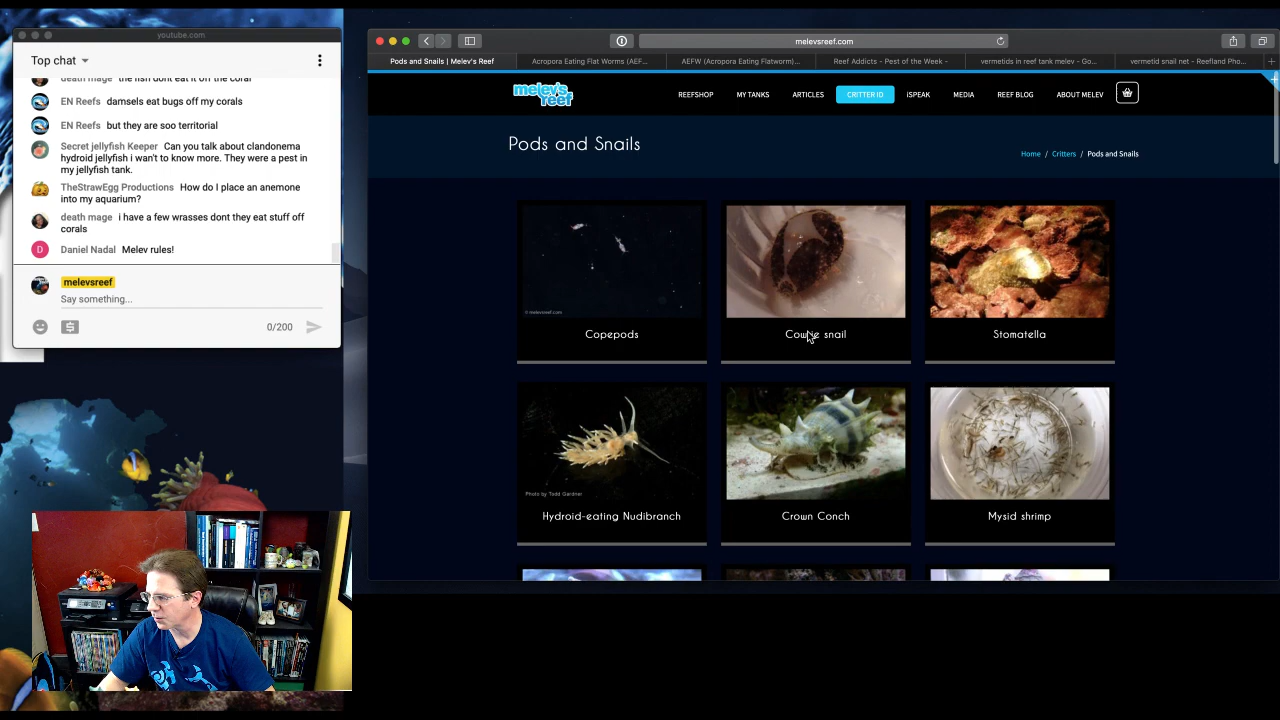 youtube.com
Top chat
death mage the fish dont eat it off the coral
EN Reefs damsels eat bugs off my corals
EN Reefs but they are soo territorial
Secret jellyfish Keeper Can you talk about clandonema
hydroid jellyfish i wan't to know more. They were a pest in
my jellyfish tank.
TheStrawEgg Productions How do I place an anemone
into my aquarium?
death mage i have a few wrasses dont they eat stuff off
corals
D Daniel Nadal Melev rules!
melevsreef
Say something...
0/200
melevsreef.com
Pods and Snails | Melev's Reef
Acropora Eating Flat Worms (AEF...
AEFW (Acropora Eating Flatworm)...
Reef Addicts - Pest of the Week -
vermetids in reef tank melev - Go...
vermetid snail net - Reefland Pho...
melev's
reef
REEFSHOP MY TANKS ARTICLES CRITTER ID iSPEAK MEDIA REEF BLOG ABOUT MELEV
Pods and Snails
Home / Critters / Pods and Snails
© melevsreef.com
Copepods
Cowrie snail
Stomatella
Photo by Todd Gardner
Hydroid-eating Nudibranch
Crown Conch
Mysid shrimp